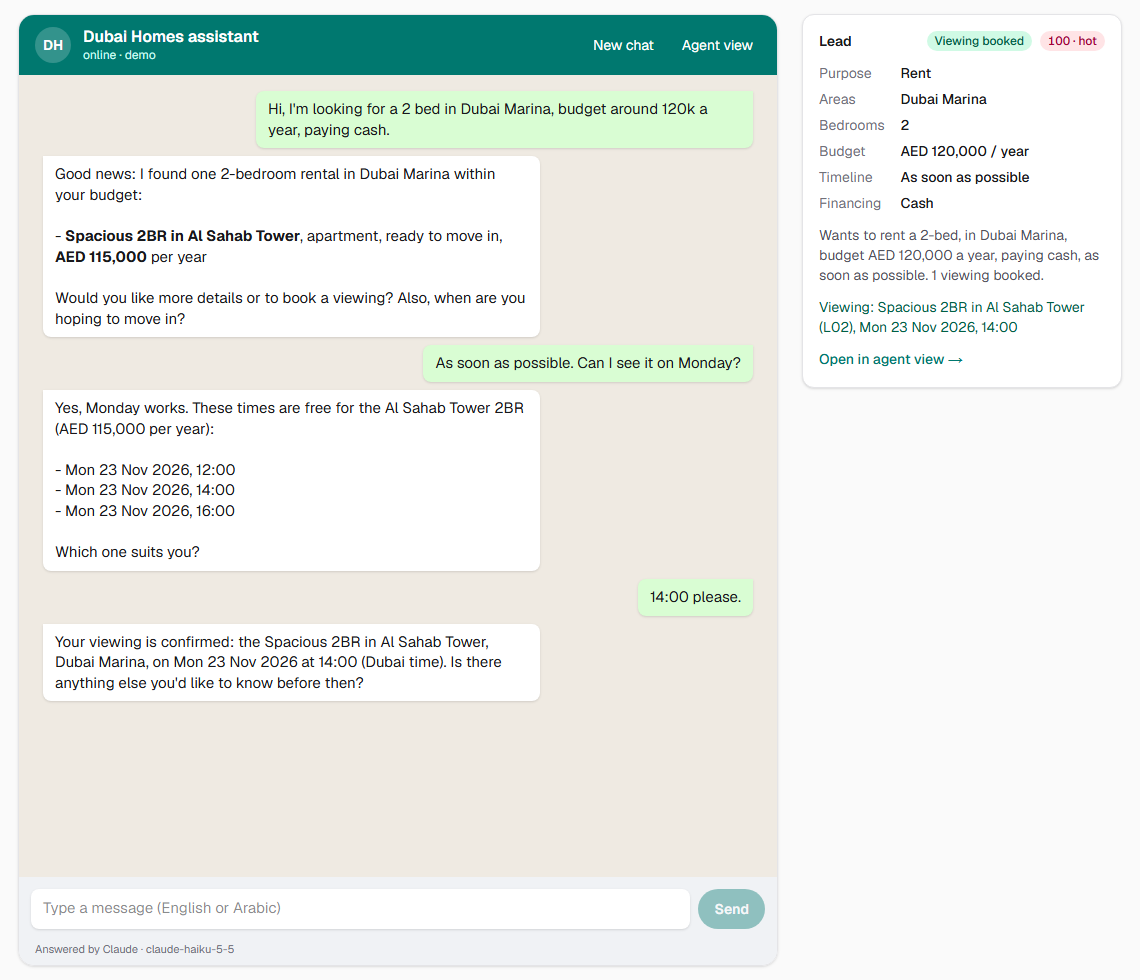 DH
Dubai Homes assistant
online · demo
New chat
Agent view
Hi, I'm looking for a 2 bed in Dubai Marina, budget around 120k a
year, paying cash.
Good news: I found one 2-bedroom rental in Dubai Marina within
your budget:
- Spacious 2BR in Al Sahab Tower, apartment, ready to move in,
AED 115,000 per year
Would you like more details or to book a viewing? Also, when are you
hoping to move in?
As soon as possible. Can I see it on Monday?
Yes, Monday works. These times are free for the Al Sahab Tower 2BR
(AED 115,000 per year):
- Mon 23 Nov 2026, 12:00
- Mon 23 Nov 2026, 14:00
- Mon 23 Nov 2026, 16:00
Which one suits you?
14:00 please.
Your viewing is confirmed: the Spacious 2BR in Al Sahab Tower,
Dubai Marina, on Mon 23 Nov 2026 at 14:00 (Dubai time). Is there
anything else you'd like to know before then?
Type a message (English or Arabic)
Send
Answered by Claude · claude-haiku-5-5
Lead
Viewing booked
100 · hot
Purpose Rent
Areas Dubai Marina
Bedrooms 2
Budget AED 120,000 / year
Timeline As soon as possible
Financing Cash
Wants to rent a 2-bed, in Dubai Marina,
budget AED 120,000 a year, paying cash, as
soon as possible. 1 viewing booked.
Viewing: Spacious 2BR in Al Sahab Tower
(L02), Mon 23 Nov 2026, 14:00
Open in agent view →